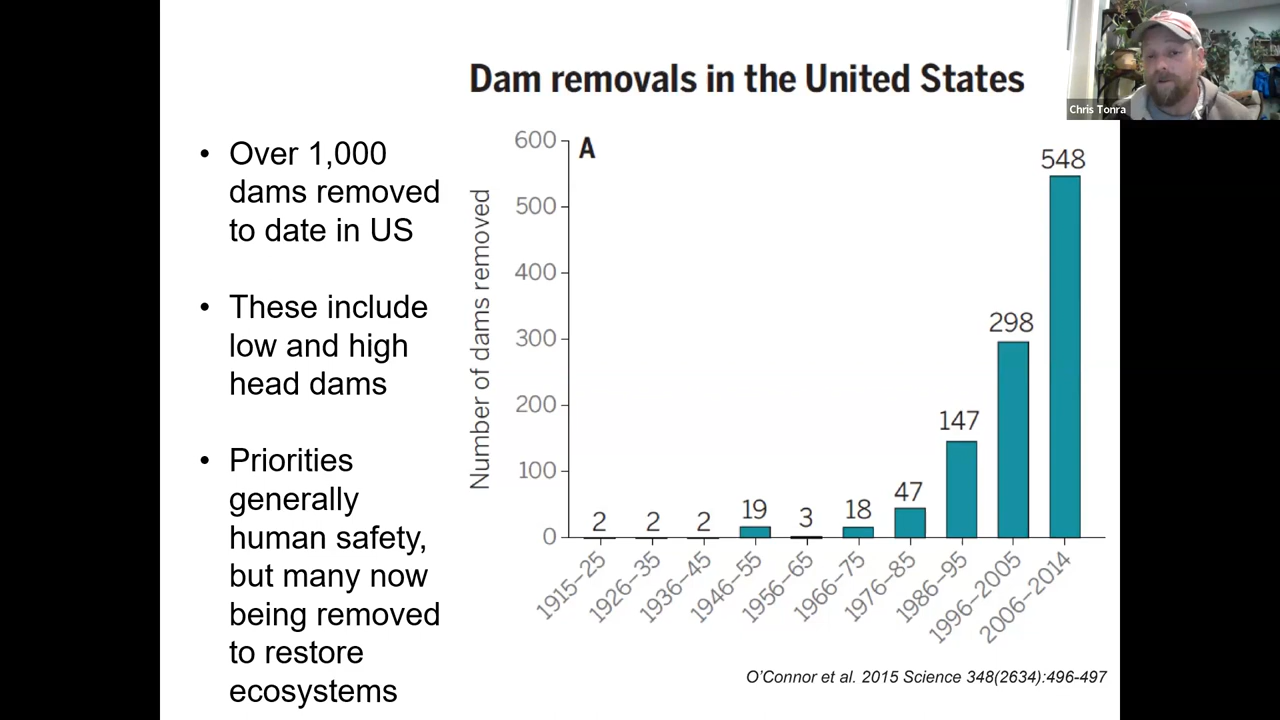 Dam removals in the United States
Chris Tonra
• Over 1,000
dams removed
to date in US
• These include
low and high
head dams
• Priorities
generally
human safety,
but many now
being removed
to restore
ecosystems
A
Number of dams removed
600
500
400
300
200
100
0
2
2
2
19
3
18
47
147
298
548
1915–25
1926–35
1936–45
1946–55
1956–65
1966–75
1976–85
1986–95
1996–2005
2006–2014
O’Connor et al. 2015 Science 348(2634):496-497